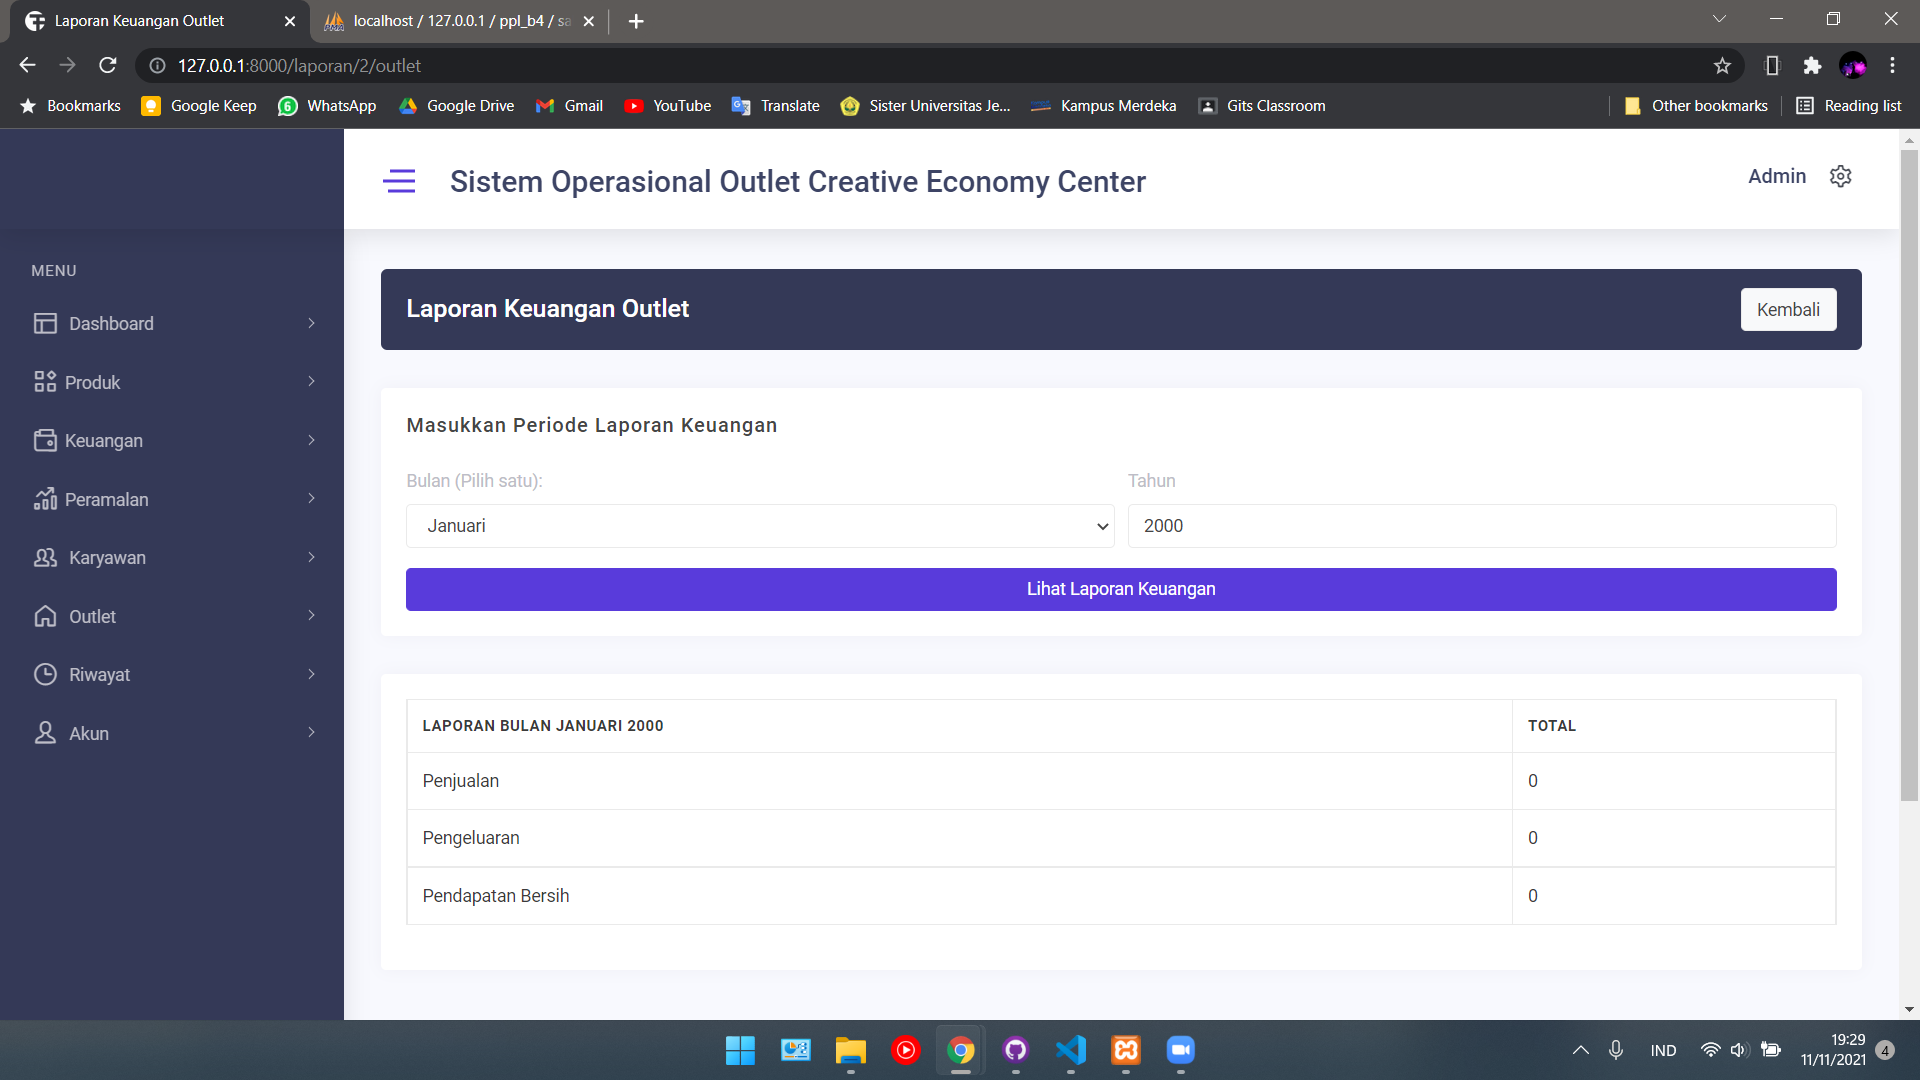 Laporan Keuangan Outlet
localhost / 127.0.0.1 / ppl_b4 / sa
127.0.0.1:8000/laporan/2/outlet
Bookmarks Google Keep WhatsApp Google Drive Gmail YouTube Translate Sister Universitas Je... Kampus Merdeka Gits Classroom Other bookmarks Reading list
Sistem Operasional Outlet Creative Economy Center
Admin
MENU
Dashboard
Produk
Keuangan
Peramalan
Karyawan
Outlet
Riwayat
Akun
Laporan Keuangan Outlet
Kembali
Masukkan Periode Laporan Keuangan
Bulan (Pilih satu): Tahun
Januari 2000
Lihat Laporan Keuangan
LAPORAN BULAN JANUARI 2000 TOTAL
Penjualan 0
Pengeluaran 0
Pendapatan Bersih 0
IND
19:29
11/11/2021
4